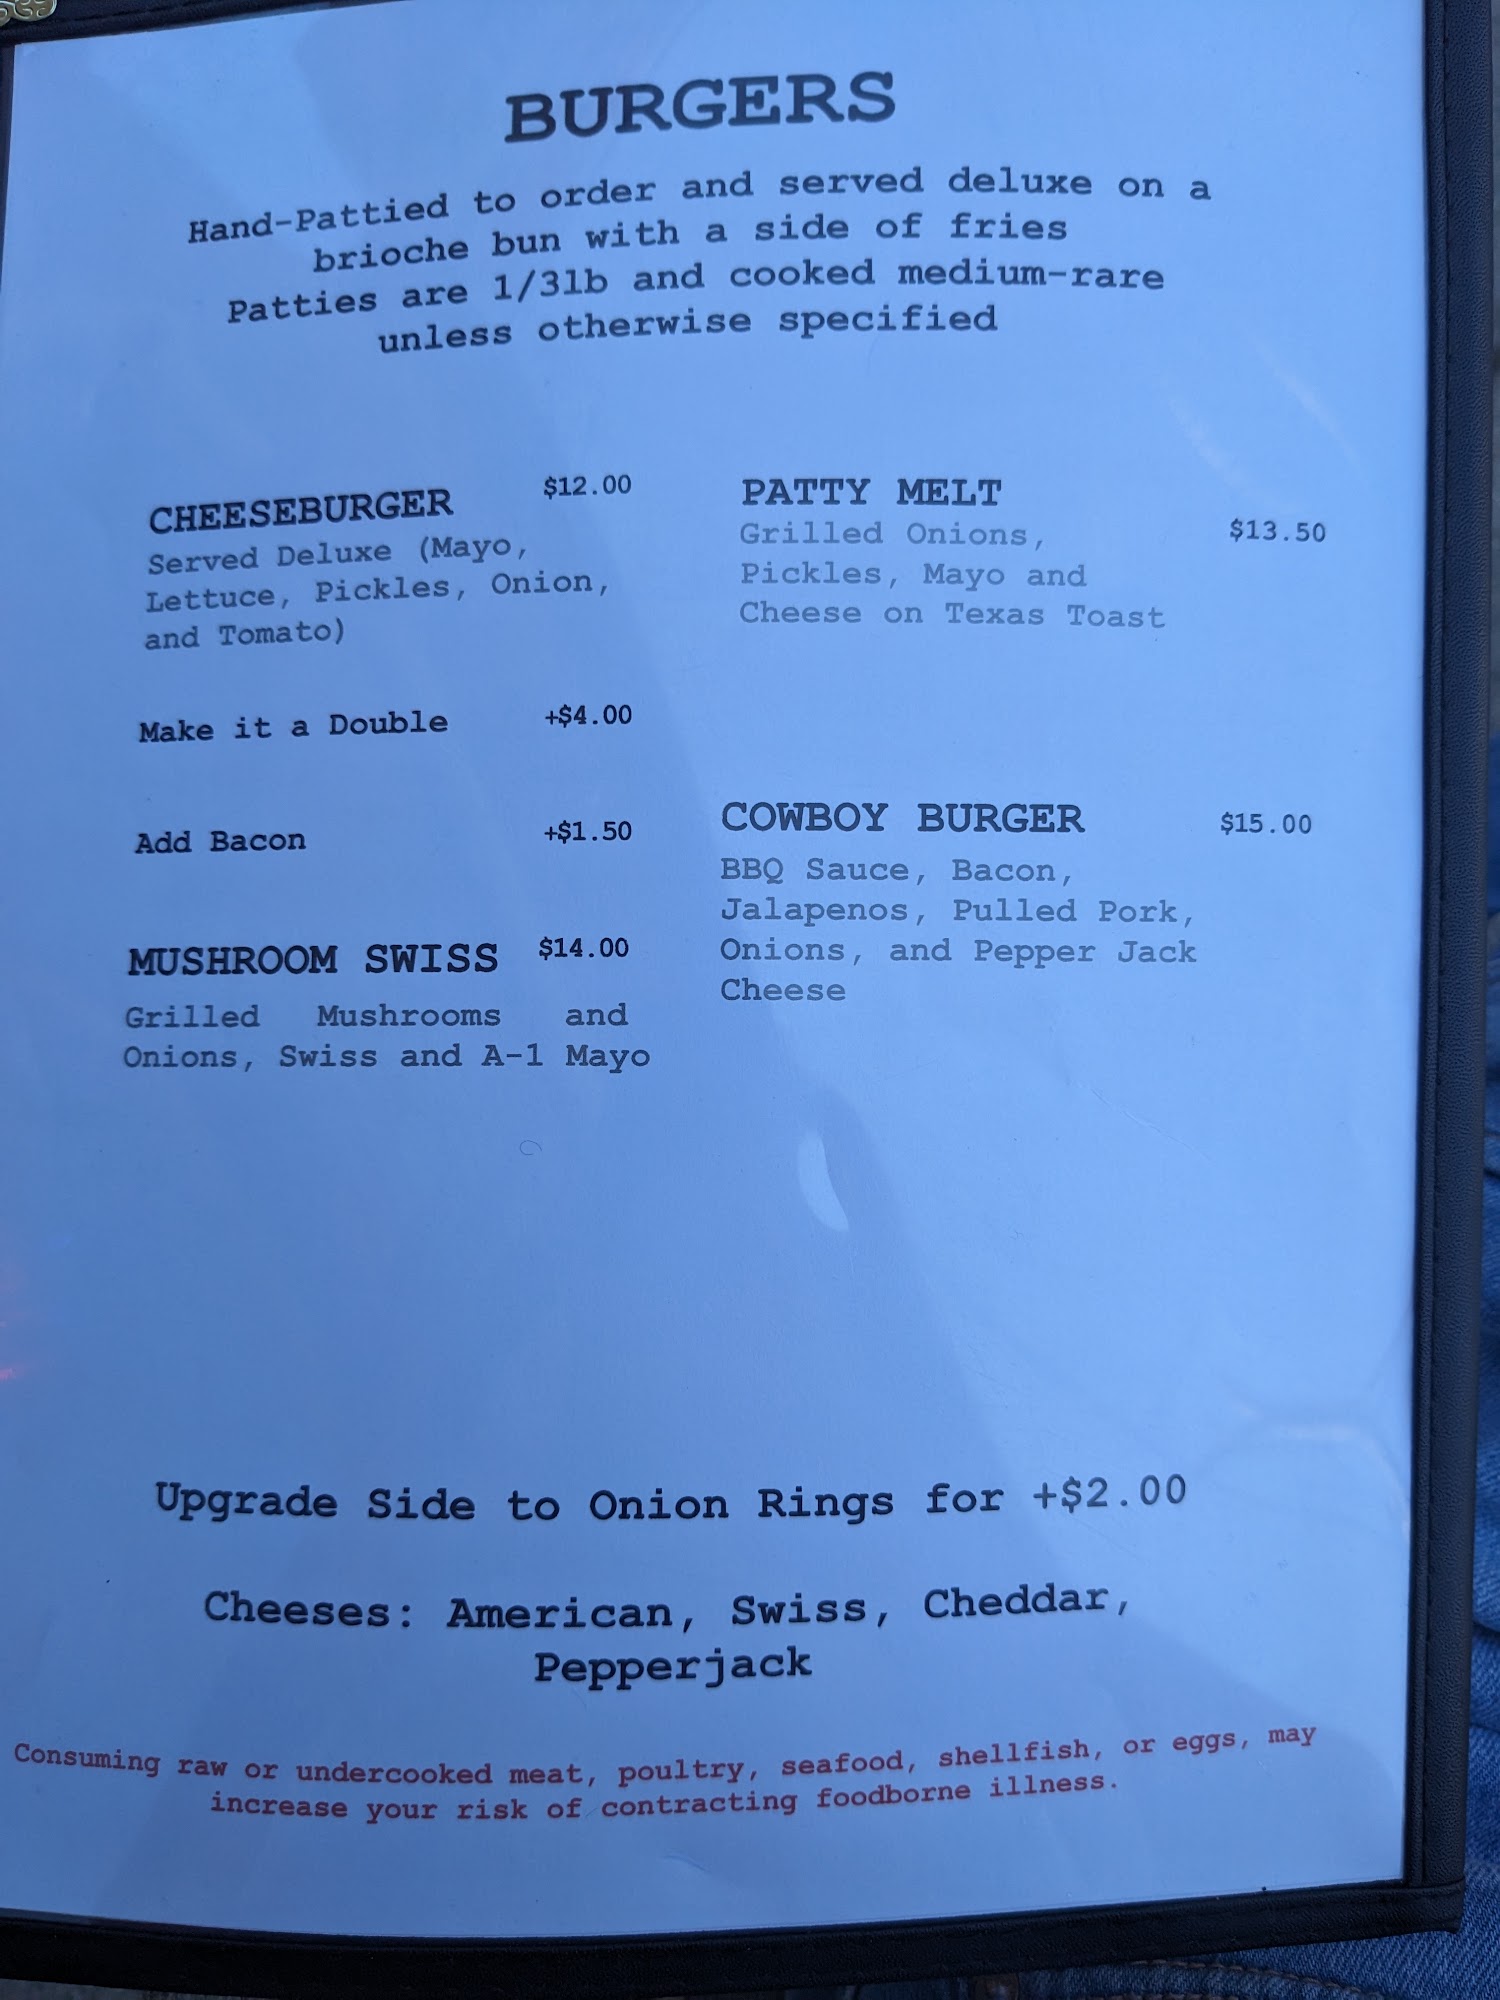 BURGERS
Hand-Pattied to order and served deluxe on a
brioche bun with a side of fries
Patties are 1/3lb and cooked medium-rare
unless otherwise specified
CHEESEBURGER $12.00
Served Deluxe (Mayo,
Lettuce, Pickles, Onion,
and Tomato)
Make it a Double +$4.00
Add Bacon +$1.50
MUSHROOM SWISS $14.00
Grilled Mushrooms and
Onions, Swiss and A-1 Mayo
PATTY MELT
Grilled Onions, $13.50
Pickles, Mayo and
Cheese on Texas Toast
COWBOY BURGER $15.00
BBQ Sauce, Bacon,
Jalapenos, Pulled Pork,
Onions, and Pepper Jack
Cheese
Upgrade Side to Onion Rings for +$2.00
Cheeses: American, Swiss, Cheddar,
Pepperjack
Consuming raw or undercooked meat, poultry, seafood, shellfish, or eggs, may
increase your risk of contracting foodborne illness.